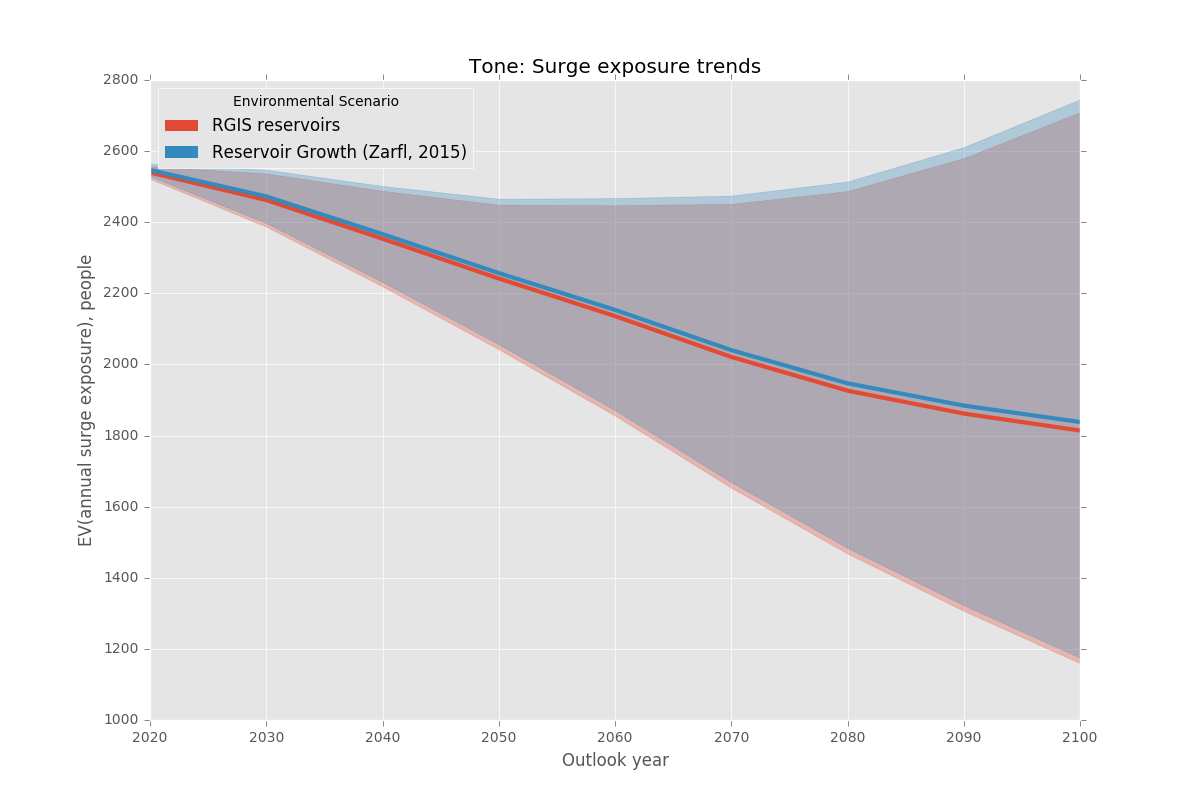 Tone: Surge exposure trends
Environmental Scenario
RGIS reservoirs
Reservoir Growth (Zarfl, 2015)
EV(annual surge exposure), people
2800
2600
2400
2200
2000
1800
1600
1400
1200
1000
2020 2030 2040 2050 2060 2070 2080 2090 2100
Outlook year